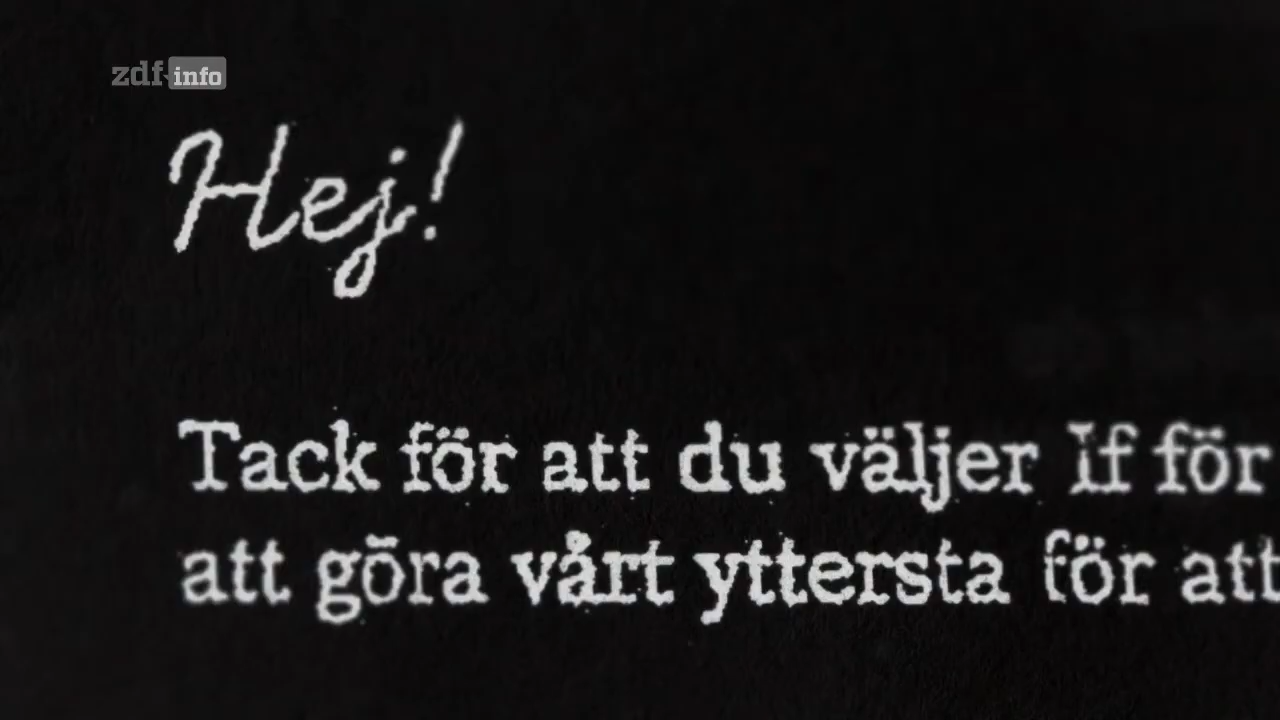 zdf info
Hej!
Tack för att du väljer If för
att göra vårt yttersta för att